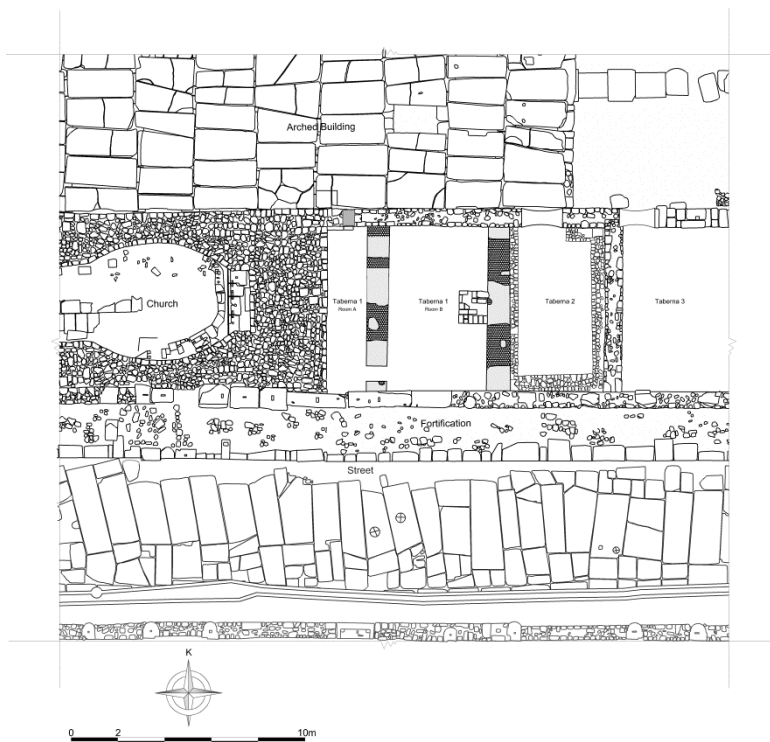 Arched Building
Church
Taberna 1
Room A
Taberna 1
Room B
Taberna 2
Taberna 3
Fortification
Street
K
0 2 10m